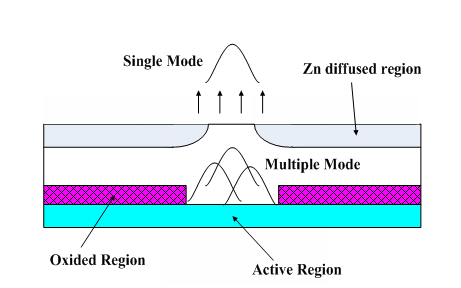 Single Mode
Zn diffused region
Multiple Mode
Oxided Region
Active Region